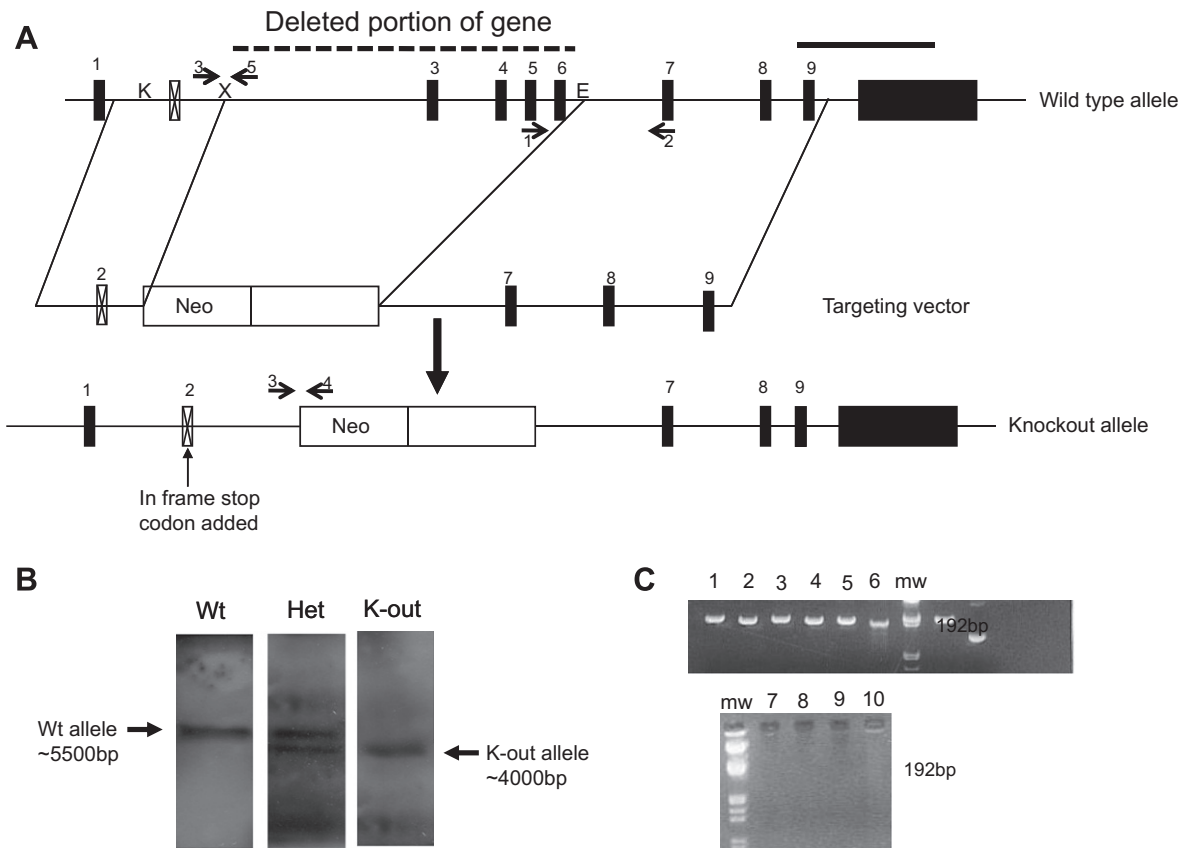 A
Deleted portion of gene
1
K
3
X
5
3
4
5
6
E
7
8
9
Wild type allele
1
2
2
Neo
7
8
9
Targeting vector
1
2
3
4
Neo
7
8
9
Knockout allele
In frame stop
codon added
B
Wt
Het
K-out
Wt allele
~5500bp
K-out allele
~4000bp
C
1 2 3 4 5 6 mw
192bp
mw 7 8 9 10
192bp